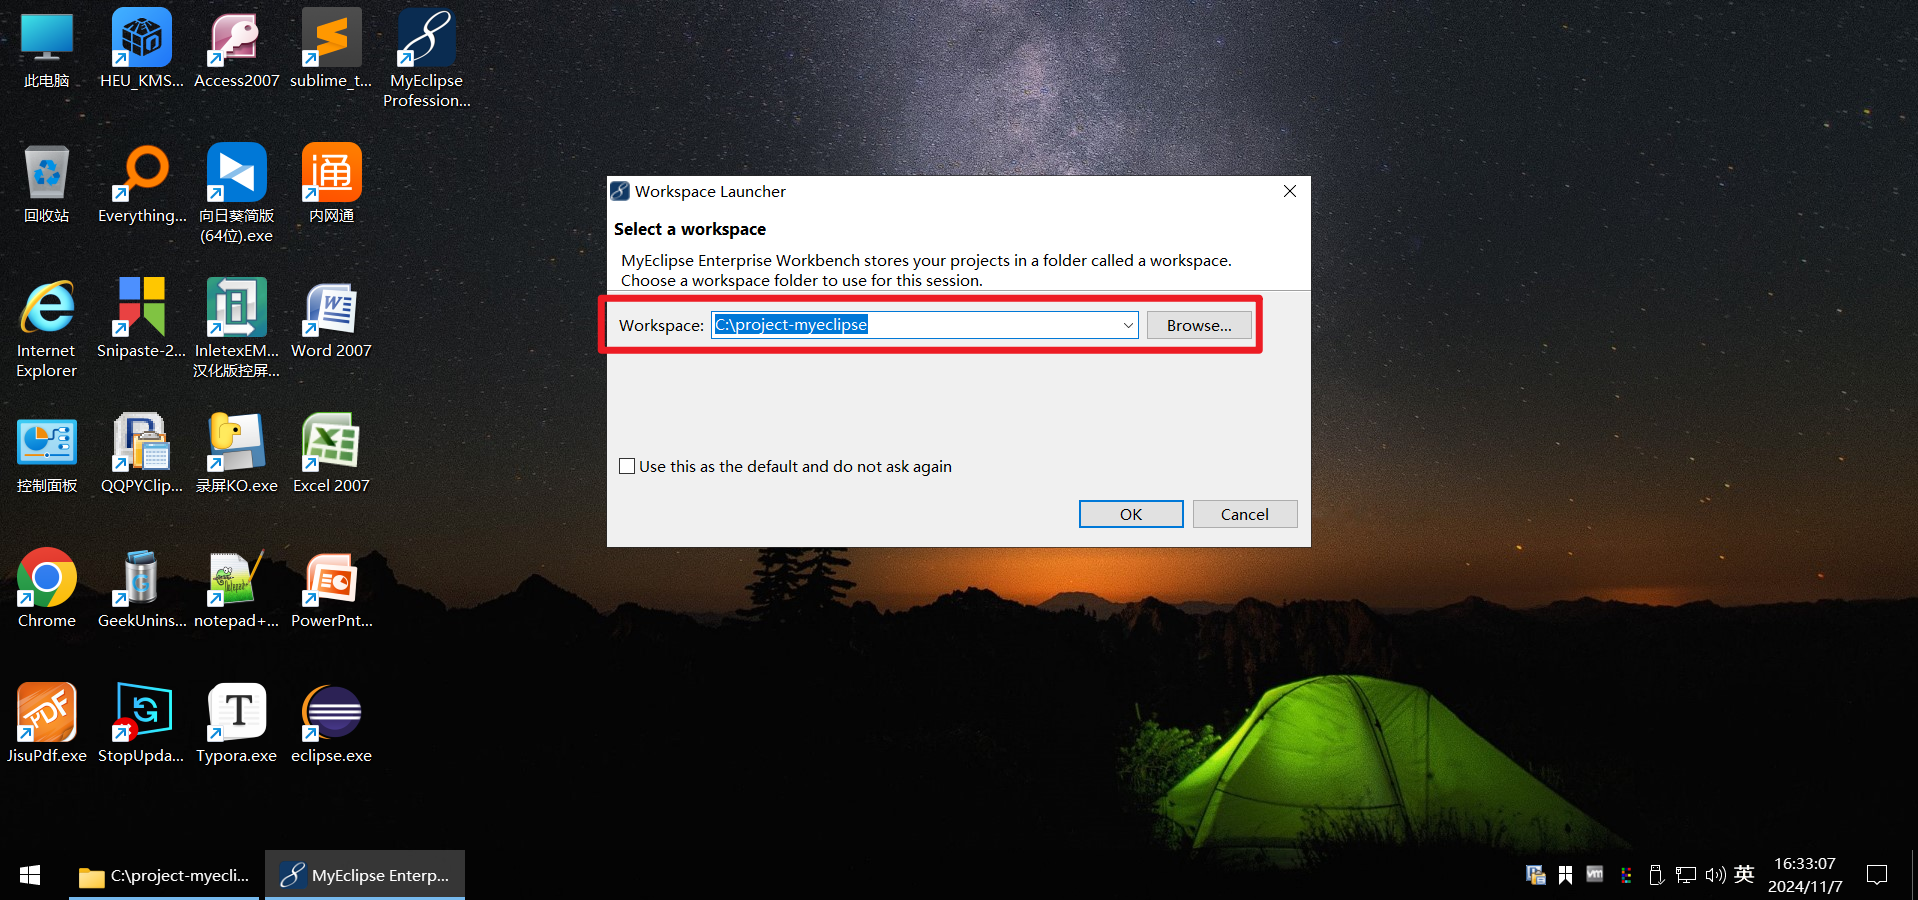 此电脑
HEU_KMS...
Access2007
sublime_t...
MyEclipse
Profession...
回收站
Everything...
向日葵简版
(64位).exe
通
内网通
Internet
Explorer
Snipaste-2...
InletexEM...
汉化版控屏...
Word 2007
控制面板
QQPYClip...
录屏KO.exe
Excel 2007
Chrome
GeekUnins...
notepad+...
PowerPnt...
PDF
JisuPdf.exe
StopUpda...
T
Typora.exe
eclipse.exe
Workspace Launcher
Select a workspace
MyEclipse Enterprise Workbench stores your projects in a folder called a workspace.
Choose a workspace folder to use for this session.
Workspace: C:\project-myeclipse Browse...
Use this as the default and do not ask again
OK Cancel
C:\project-myecli...
MyEclipse Enterp...
vm
英
16:33:07
2024/11/7